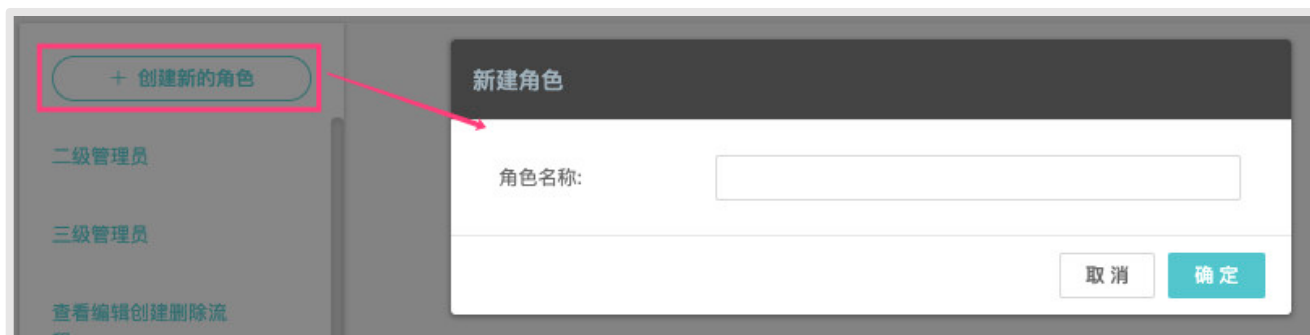 + 创建新的角色
二级管理员
三级管理员
查看编辑创建删除流
新建角色
角色名称:
取 消
确 定